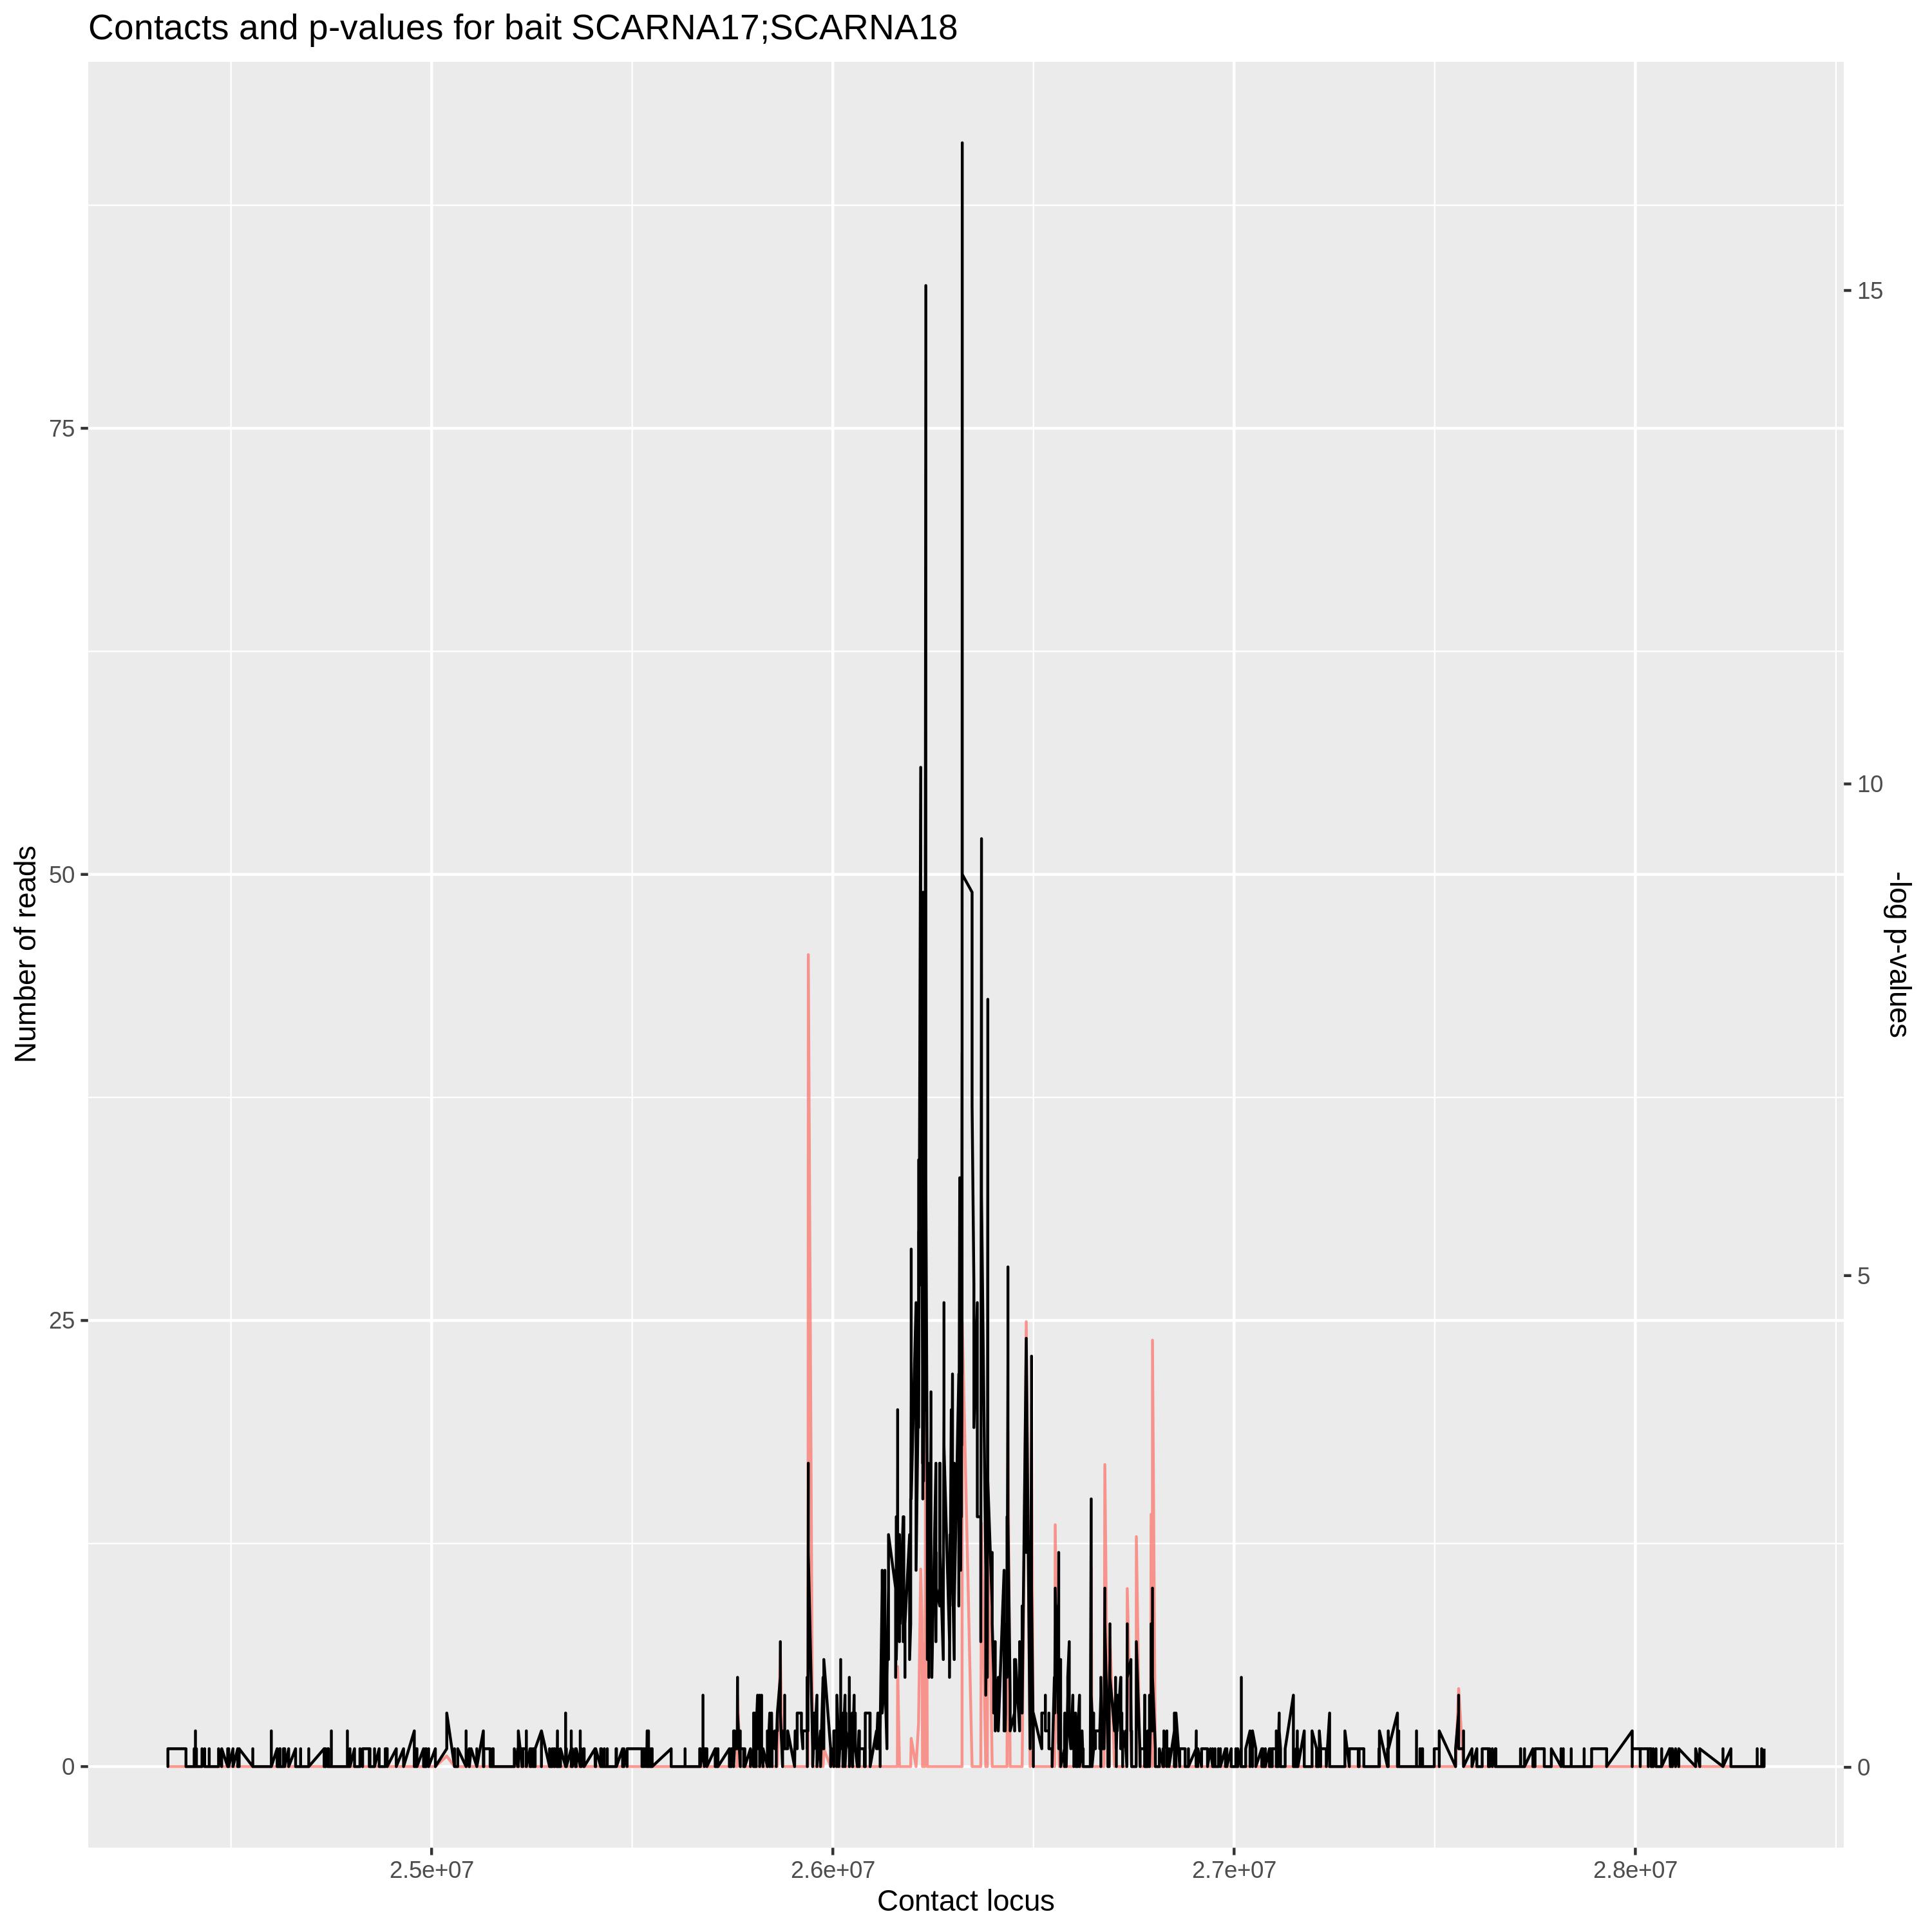 Contacts and p-values for bait SCARNA17;SCARNA18
Number of reads
75
50
25
0
15
10
5
0
-log p-values
2.5e+07
2.6e+07
2.7e+07
2.8e+07
Contact locus